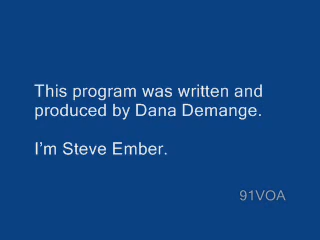 This program was written and
produced by Dana Demange.
I'm Steve Ember.
91VOA